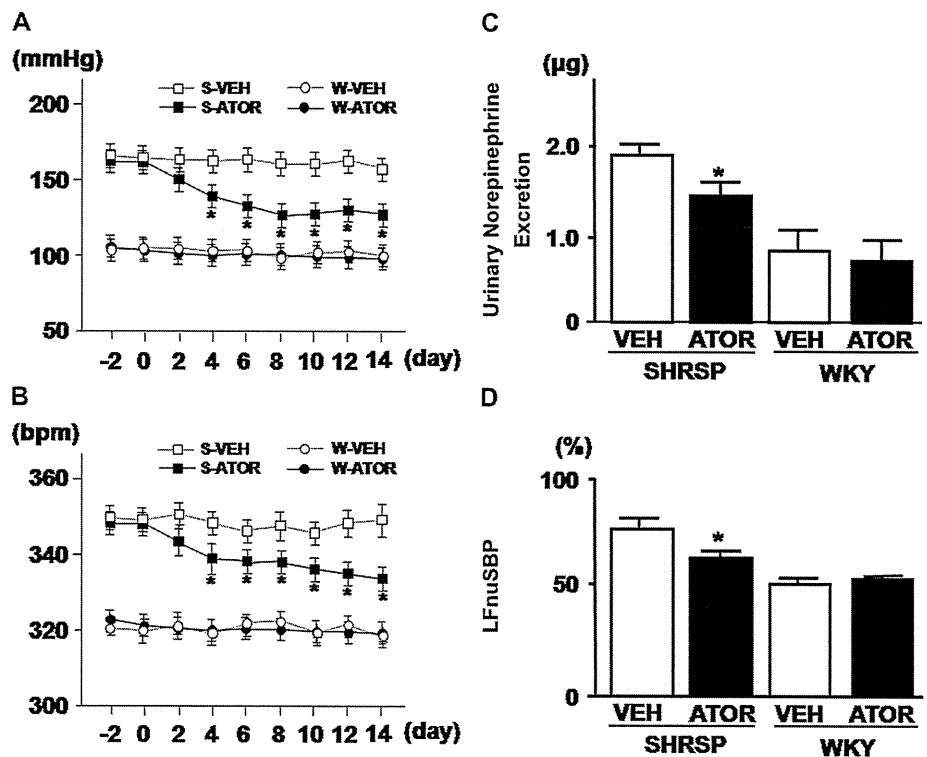 A
(mmHg)
S-VEH W-VEH
S-ATOR W-ATOR
200
150
100
50
-2 0 2 4 6 8 10 12 14 (day)
* * * * * *
B
(bpm)
S-VEH W-VEH
S-ATOR W-ATOR
360
340
320
300
-2 0 2 4 6 8 10 12 14 (day)
* * * * * *
C
(µg)
Urinary Norepinephrine
Excretion
2.0
1.0
0
*
VEH ATOR VEH ATOR
SHRSP WKY
D
(%)
LFnuSBP
100
50
0
*
VEH ATOR VEH ATOR
SHRSP WKY